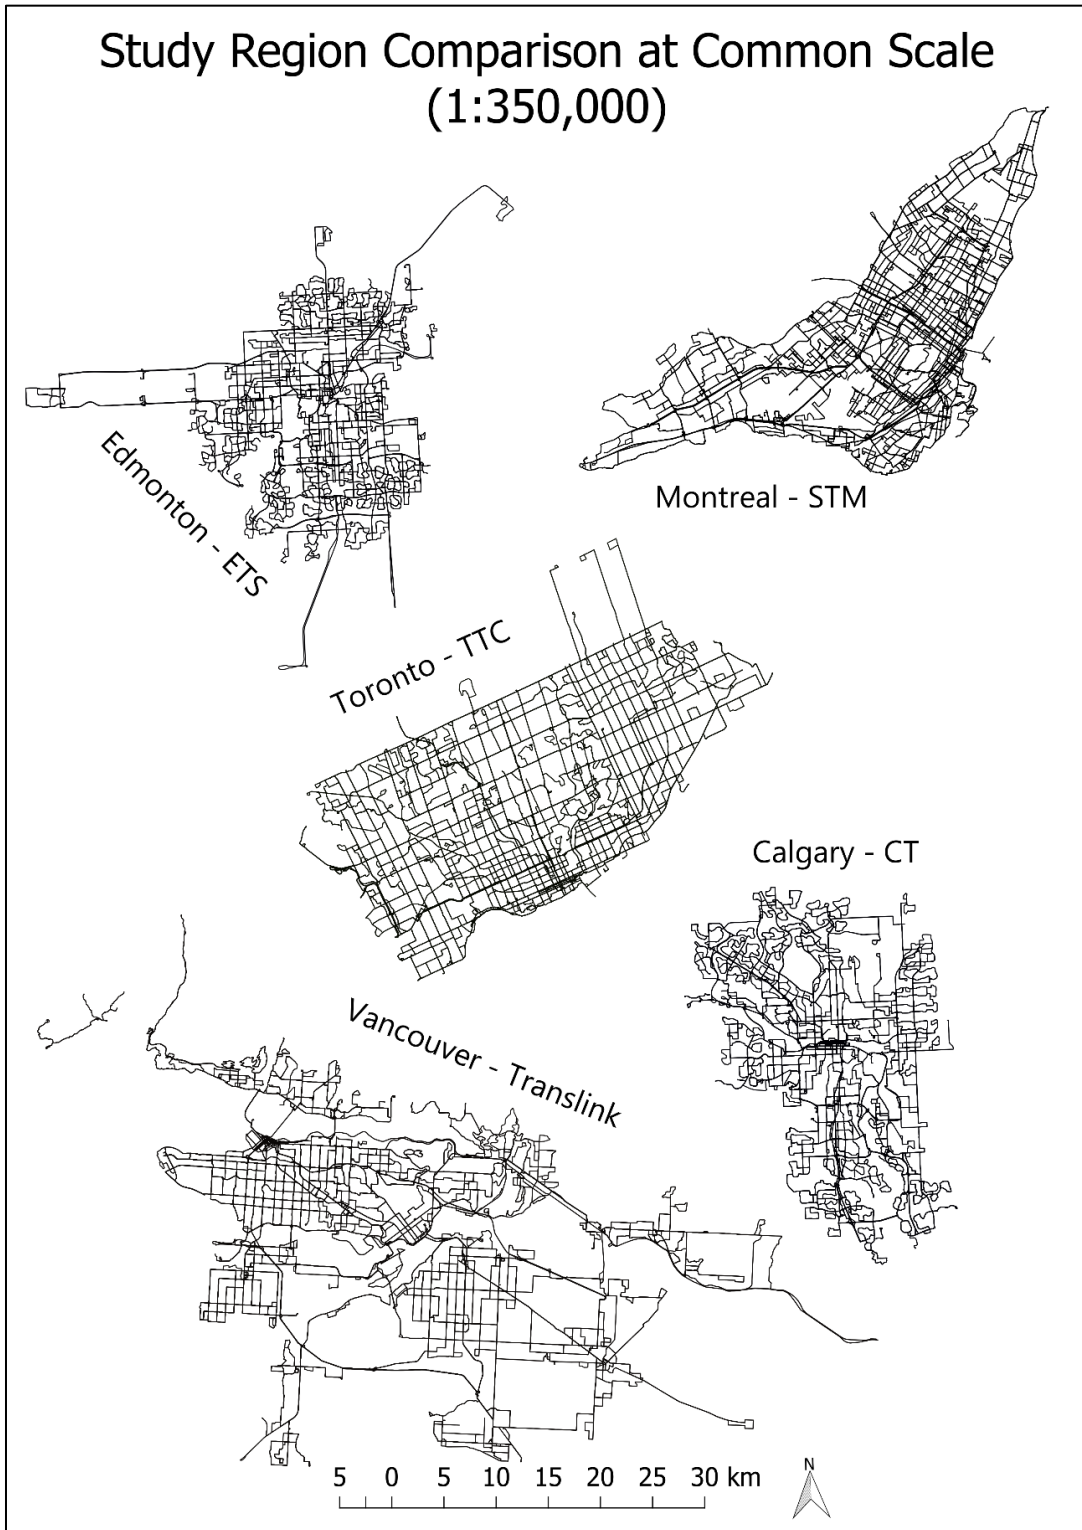 Study Region Comparison at Common Scale
(1:350,000)
Edmonton - ETS
Montreal - STM
Toronto - TTC
Calgary - CT
Vancouver - Translink
5 0 5 10 15 20 25 30 km
N